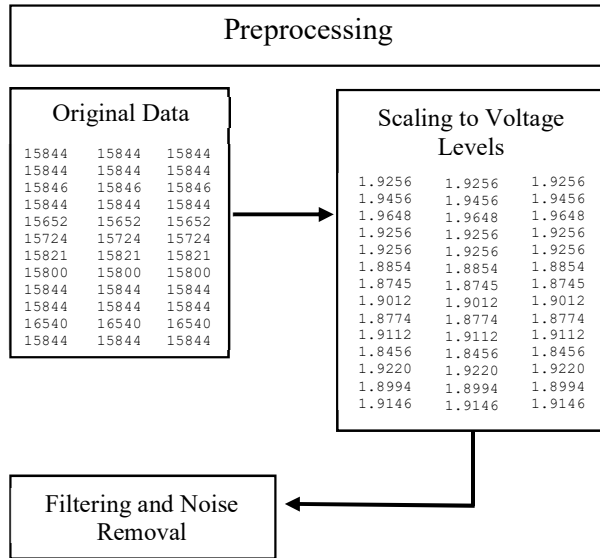 Preprocessing
Original Data
15844 15844 15844
15844 15844 15844
15846 15846 15846
15844 15844 15844
15652 15652 15652
15724 15724 15724
15821 15821 15821
15800 15800 15800
15844 15844 15844
15844 15844 15844
16540 16540 16540
15844 15844 15844
Scaling to Voltage
Levels
1.9256 1.9256 1.9256
1.9456 1.9456 1.9456
1.9648 1.9648 1.9648
1.9256 1.9256 1.9256
1.9256 1.9256 1.9256
1.8854 1.8854 1.8854
1.8745 1.8745 1.8745
1.9012 1.9012 1.9012
1.8774 1.8774 1.8774
1.9112 1.9112 1.9112
1.8456 1.8456 1.8456
1.9220 1.9220 1.9220
1.8994 1.8994 1.8994
1.9146 1.9146 1.9146
Filtering and Noise
Removal